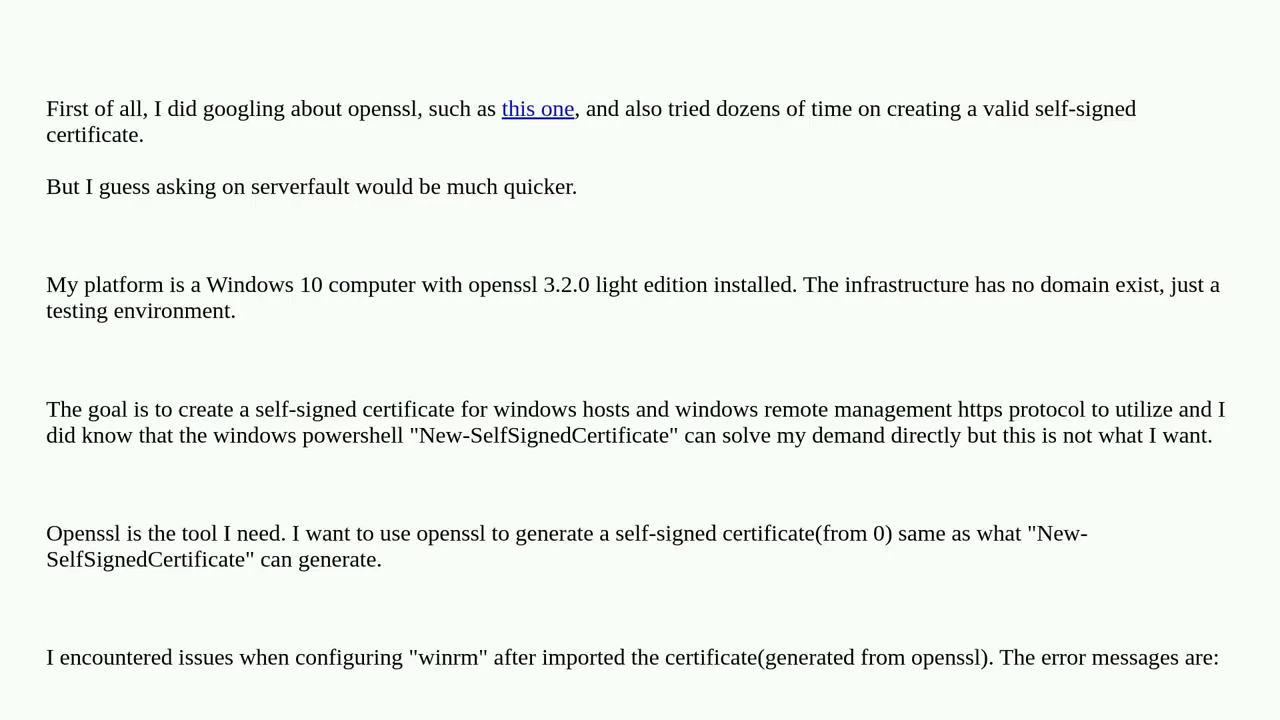 First of all, I did googling about openssl, such as this one, and also tried dozens of time on creating a valid self-signed
certificate.
But I guess asking on serverfault would be much quicker.
My platform is a Windows 10 computer with openssl 3.2.0 light edition installed. The infrastructure has no domain exist, just a
testing environment.
The goal is to create a self-signed certificate for windows hosts and windows remote management https protocol to utilize and I
did know that the windows powershell "New-SelfSignedCertificate" can solve my demand directly but this is not what I want.
Openssl is the tool I need. I want to use openssl to generate a self-signed certificate(from 0) same as what "New-
SelfSignedCertificate" can generate.
I encountered issues when configuring "winrm" after imported the certificate(generated from openssl). The error messages are: